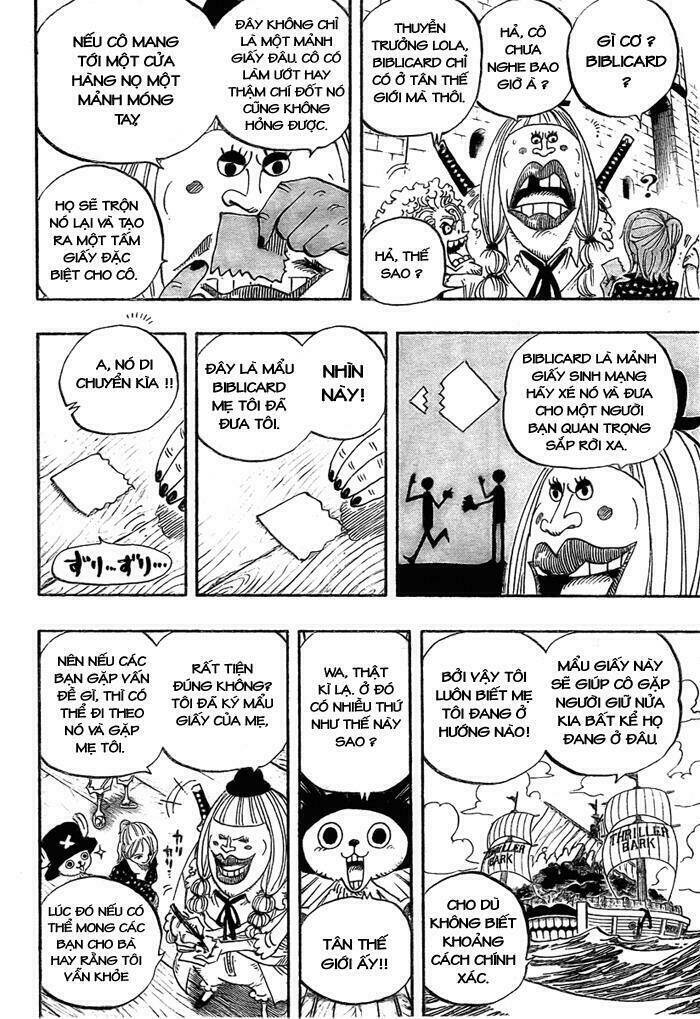 GÌ CƠ ?
BIBLICARD
?
HẢ, CÔ
CHƯA
NGHE BAO
GIỜ À ?
THUYỀN
TRƯỞNG LOLA,
BIBLICARD CHỈ
CÓ Ở TÂN THẾ
GIỚI MÀ THÔI.
HẢ, THẾ
SAO ?
?
ĐÂY KHÔNG CHỈ
LÀ MỘT MẢNH
GIẤY ĐÂU. CÔ CÓ
LÀM ƯỚT HAY
THẬM CHÍ ĐỐT NÓ
CŨNG KHÔNG
HỎNG ĐƯỢC.
NẾU CÔ MANG
TỚI MỘT CỬA
HÀNG NỌ MỘT
MẢNH MÓNG
TAY,
HỌ SẼ TRỘN
NÓ LẠI VÀ TẠO
RA MỘT TẤM
GIẤY ĐẶC
BIỆT CHO CÔ.
BIBLICARD LÀ MẢNH
GIẤY SINH MẠNG
HÃY XÉ NÓ VÀ ĐƯA
CHO MỘT NGƯỜI
BẠN QUAN TRỌNG
SẮP RỜI XA.
NHÌN
NÀY!
ĐÂY LÀ MẨU
BIBLICARD
MẸ TÔI ĐÃ
ĐƯA TÔI.
A, NÓ DI
CHUYỂN KÌA !!
ずり…ずり…
MẨU GIẤY NÀY
SẼ GIÚP CÔ GẶP
NGƯỜI GIỮ NỬA
KIA BẤT KỂ HỌ
ĐANG Ở ĐÂU.
BỞI VẬY TÔI
LUÔN BIẾT MẸ
TÔI ĐANG Ở
HƯỚNG NÀO!
THRILLER
BARK
THRILLER
BARK
CHO DÙ
KHÔNG BIẾT
KHOẢNG
CÁCH CHÍNH
XÁC.
WA, THẬT
KÌ LẠ. Ở ĐÓ
CÓ NHIỀU THỨ
NHƯ THẾ NÀY
SAO ?
TÂN THẾ
GIỚI ẤY!!
RẤT TIỆN
ĐÚNG KHÔNG?
TÔI ĐÃ KÝ MẨU
GIẤY CỦA MẸ,
NÊN NẾU CÁC
BẠN GẶP VẤN
ĐỀ GÌ, THÌ CÓ
THỂ ĐI THEO
NÓ VÀ GẶP
MẸ TÔI.
LÚC ĐÓ NẾU CÓ
THỂ MONG CÁC
BẠN CHO BÀ
HAY RẰNG TÔI
VẪN KHỎE